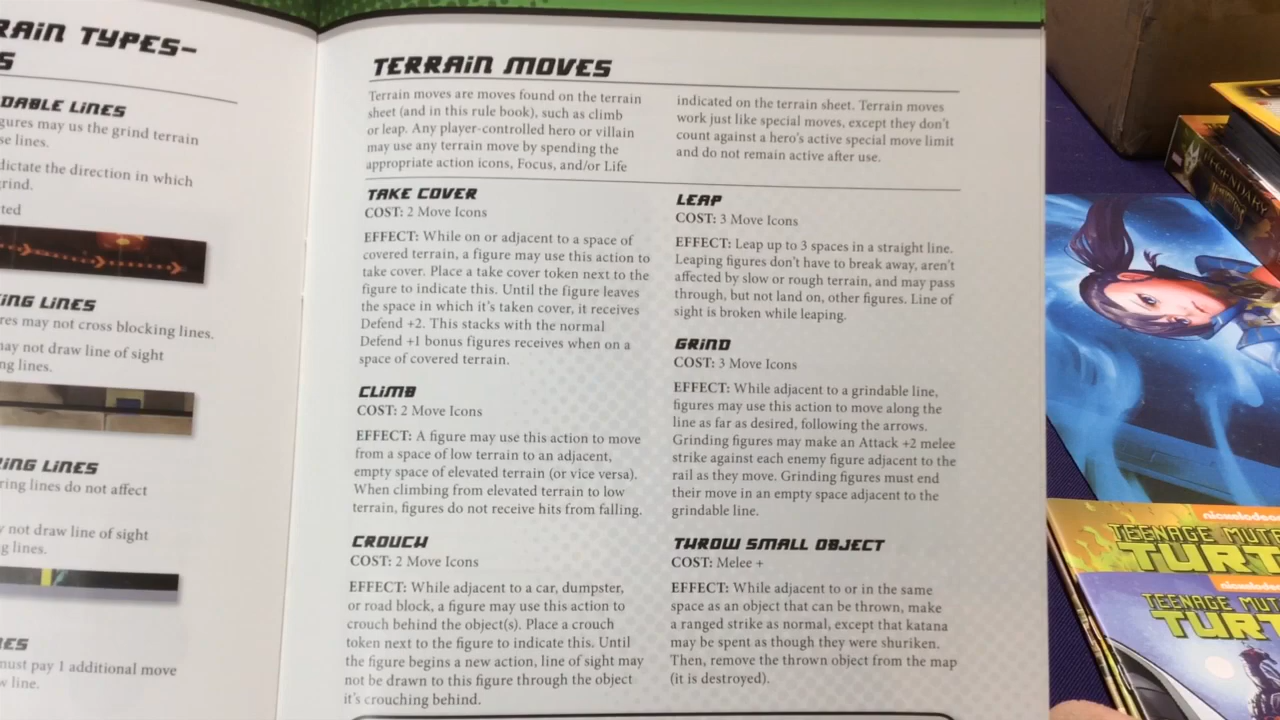 RAIN TYPES-
S
DABLE LINES
gures may us the grind terrain
se lines.
dictate the direction in which
grind.
ted
ING LINES
res may not cross blocking lines.
may not draw line of sight
ng lines.
RING LINES
ring lines do not affect
y not draw line of sight
g lines.
ES
must pay 1 additional move
w line.
TERRAIN MOVES
Terrain moves are moves found on the terrain
sheet (and in this rule book), such as climb
or leap. Any player-controlled hero or villain
may use any terrain move by spending the
appropriate action icons, Focus, and/or Life
indicated on the terrain sheet. Terrain moves
work just like special moves, except they don't
count against a hero's active special move limit
and do not remain active after use.
TAKE COVER
COST: 2 Move Icons
EFFECT: While on or adjacent to a space of
covered terrain, a figure may use this action to
take cover. Place a take cover token next to the
figure to indicate this. Until the figure leaves
the space in which it's taken cover, it receives
Defend +2. This stacks with the normal
Defend +1 bonus figures receives when on a
space of covered terrain.
CLIMB
COST: 2 Move Icons
EFFECT: A figure may use this action to move
from a space of low terrain to an adjacent,
empty space of elevated terrain (or vice versa).
When climbing from elevated terrain to low
terrain, figures do not receive hits from falling.
CROUCH
COST: 2 Move Icons
EFFECT: While adjacent to a car, dumpster,
or road block, a figure may use this action to
crouch behind the object(s). Place a crouch
token next to the figure to indicate this. Until
the figure begins a new action, line of sight may
not be drawn to this figure through the object
it's crouching behind.
LEAP
COST: 3 Move Icons
EFFECT: Leap up to 3 spaces in a straight line.
Leaping figures don't have to break away, aren't
affected by slow or rough terrain, and may pass
through, but not land on, other figures. Line of
sight is broken while leaping.
GRIND
COST: 3 Move Icons
EFFECT: While adjacent to a grindable line,
figures may use this action to move along the
line as far as desired, following the arrows.
Grinding figures may make an Attack +2 melee
strike against each enemy figure adjacent to the
rail as they move. Grinding figures must end
their move in an empty space adjacent to the
grindable line.
THROW SMALL OBJECT
COST: Melee +
EFFECT: While adjacent to or in the same
space as an object that can be thrown, make
a ranged strike as normal, except that katana
may be spent as though they were shuriken.
Then, remove the thrown object from the map
(it is destroyed).
LEGENDARY
nickelodeo
TEENAGE MUTA
TURT
nickelode
TEENAGE MUT
TURT